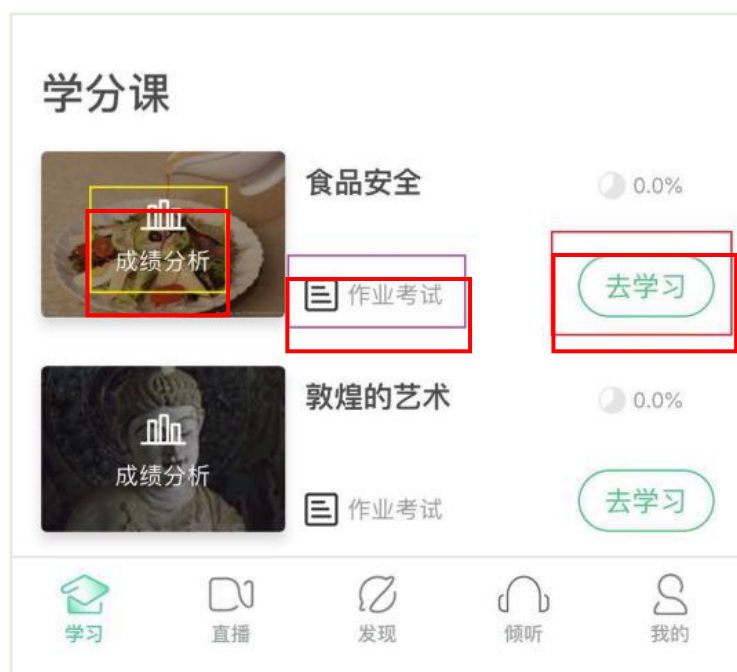 学分课
食品安全
0.0%
成绩分析
作业考试
去学习
敦煌的艺术
0.0%
成绩分析
作业考试
去学习
学习
直播
发现
倾听
我的